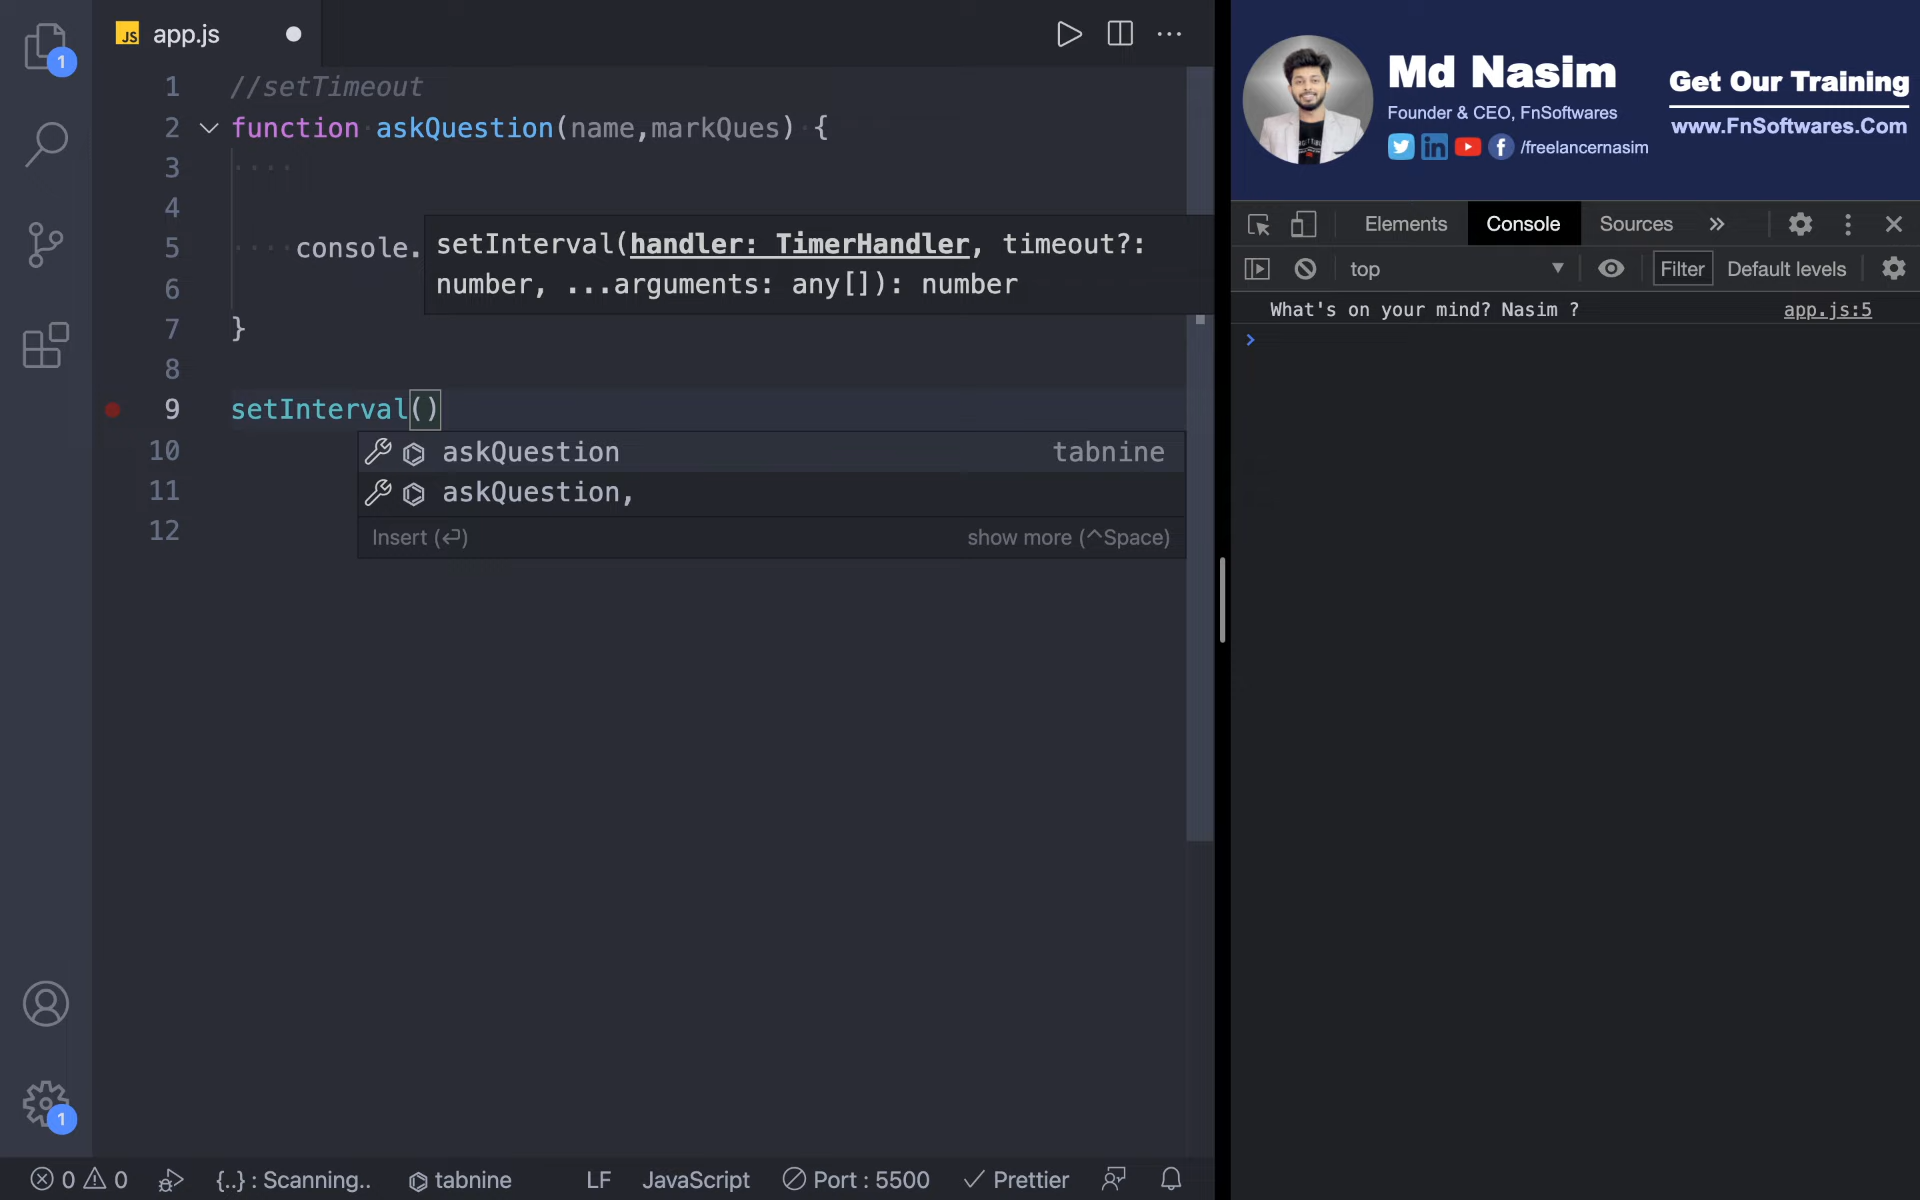 JS app.js
1 //setTimeout
2 function askQuestion(name,markQues) {
3
4
5 console.
6
7 }
8
9 setInterval()
10
11
12
setInterval(handler: TimerHandler, timeout?:
number, ...arguments: any[]): number
askQuestion tabnine
askQuestion,
Insert (⏎) show more (^Space)
1
1
0 0 {..} : Scanning.. tabnine LF JavaScript Port : 5500 Prettier
Md Nasim
Founder & CEO, FnSoftwares
/freelancernasim
Get Our Training
www.FnSoftwares.Com
Elements Console Sources »
top Filter Default levels
What's on your mind? Nasim ? app.js:5